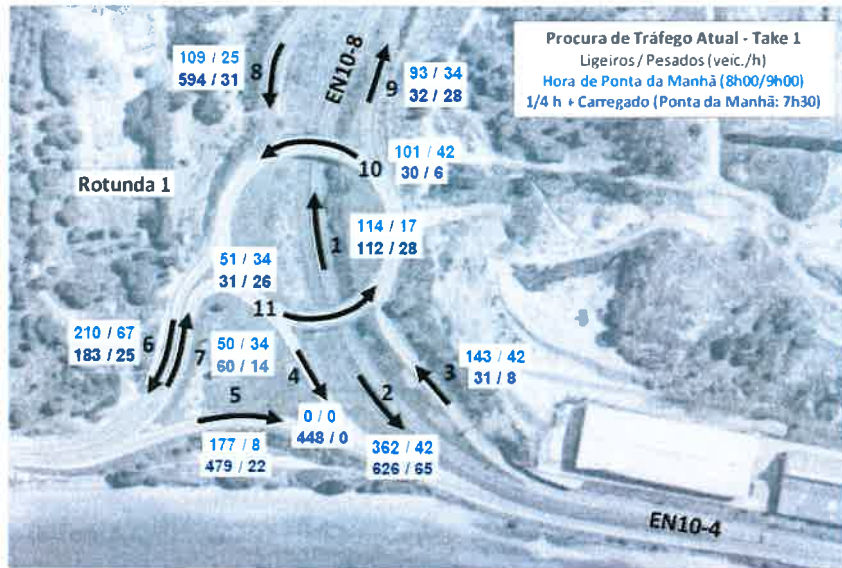 Procura de Tráfego Atual - Take 1
Ligeiros / Pesados (veic./h)
Hora de Ponta da Manhã (8h00/9h00)
1/4 h + Carregado (Ponta da Manhã: 7h30)
109 / 25
594 / 31
8
EN10-8
9
93 / 34
32 / 28
101 / 42
30 / 6
10
Rotunda 1
114 / 17
112 / 28
1
51 / 34
31 / 26
11
210 / 67
183 / 25
6
7
50 / 34
60 / 14
4
2
3
143 / 42
31 / 8
5
0 / 0
448 / 0
177 / 8
479 / 22
362 / 42
626 / 65
EN10-4